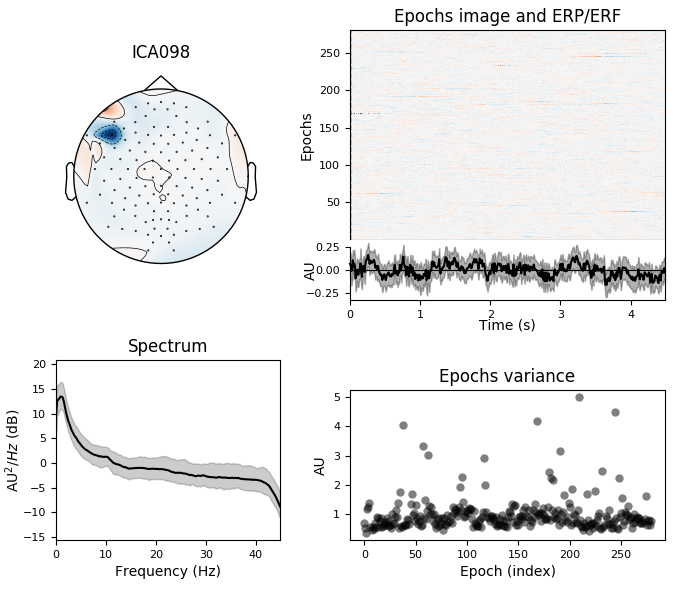 ICA098
Epochs image and ERP/ERF
Epochs
250
200
150
100
50
AU
0.25
0.00
−0.25
0 1 2 3 4
Time (s)
Spectrum
AU²/Hz (dB)
20
15
10
5
0
−5
−10
−15
0 10 20 30 40
Frequency (Hz)
Epochs variance
AU
5
4
3
2
1
0 50 100 150 200 250
Epoch (index)